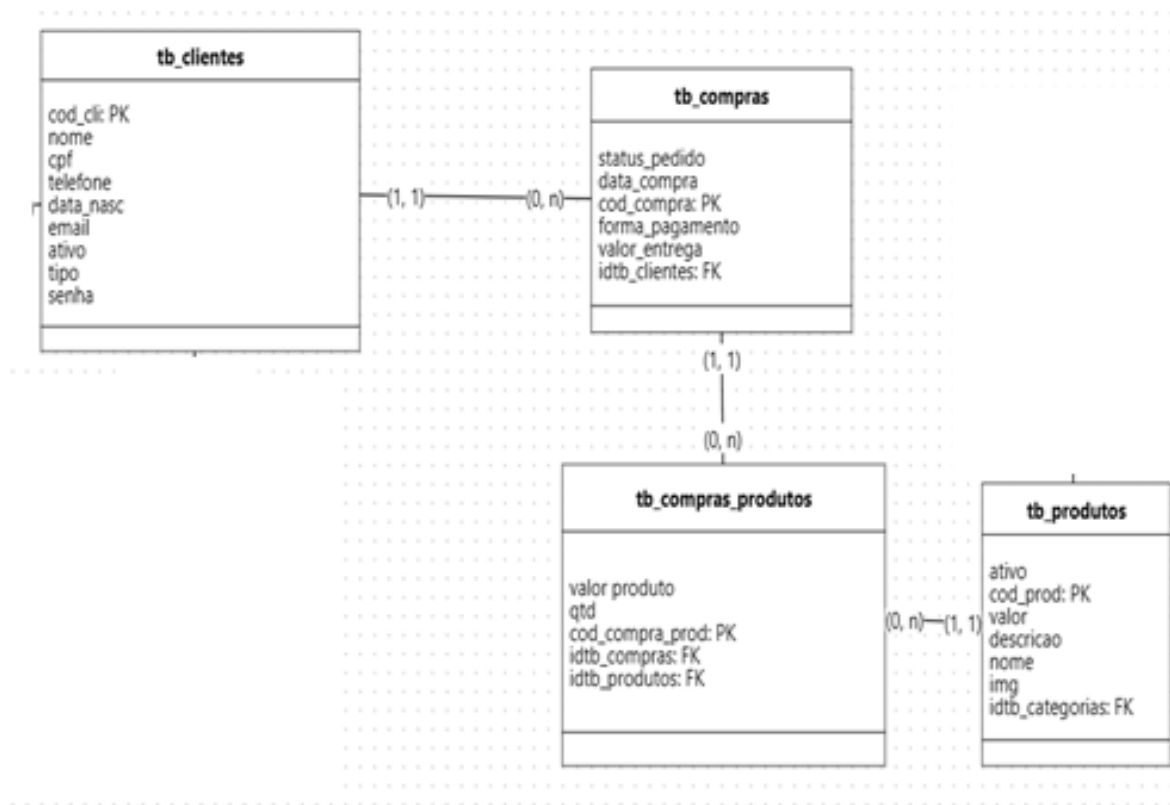 tb_clientes
cod_cli: PK
nome
cpf
telefone
data_nasc
email
ativo
tipo
senha
(1, 1)
(0, n)
tb_compras
status_pedido
data_compra
cod_compra: PK
forma_pagamento
valor_entrega
idtb_clientes: FK
(1, 1)
(0, n)
tb_compras_produtos
valor produto
qtd
cod_compra_prod: PK
idtb_compras: FK
idtb_produtos: FK
(0, n)
(1, 1)
tb_produtos
ativo
cod_prod: PK
valor
descricao
nome
img
idtb_categorias: FK